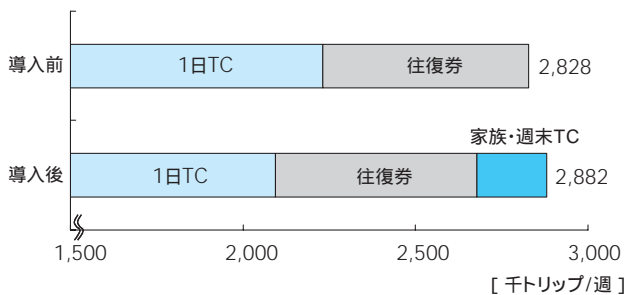 導入前
1日TC
往復券
2,828
家族・週末TC
導入後
1日TC
往復券
2,882
1,500
2,000
2,500
3,000
[ 千トリップ/週 ]